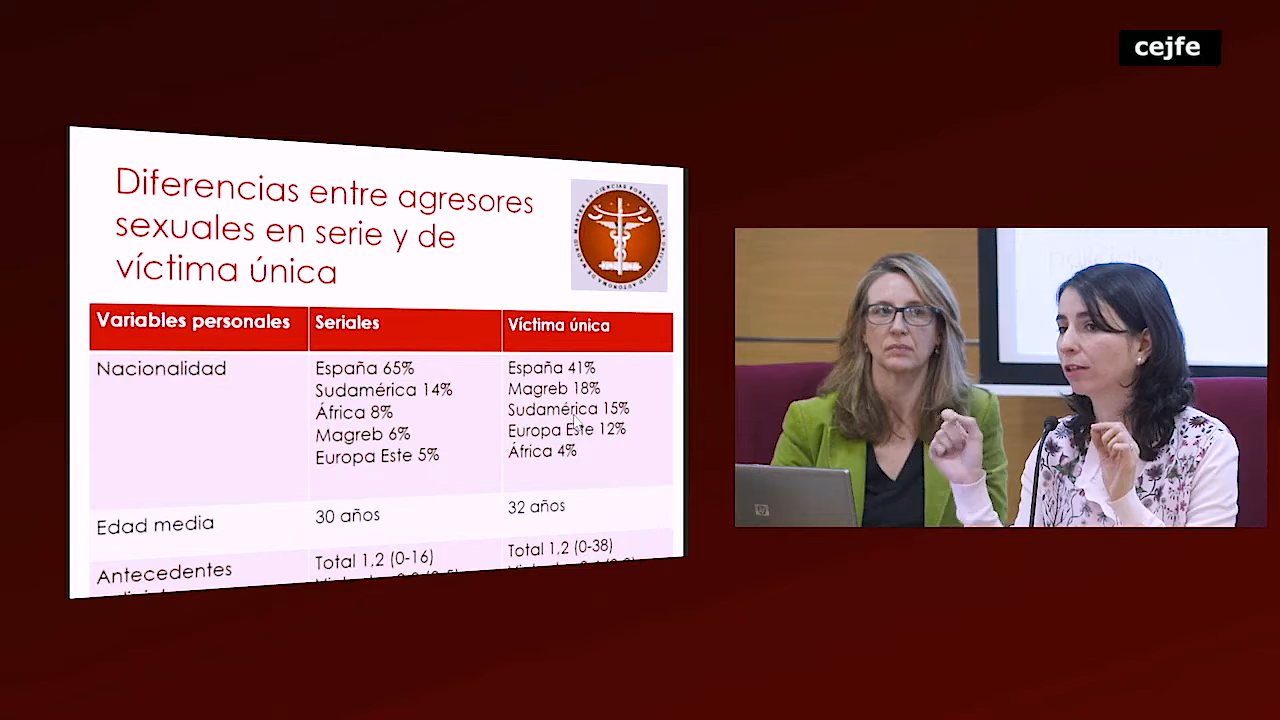 cejfe
Diferencias entre agresores
sexuales en serie y de
víctima única
Variables personales
Seriales
Víctima única
Nacionalidad
España 65%
Sudamérica 14%
África 8%
Magreb 6%
Europa Este 5%
España 41%
Magreb 18%
Sudamérica 15%
Europa Este 12%
África 4%
Edad media
30 años
32 años
Antecedentes
Total 1,2 (0-16)
Total 1,2 (0-38)